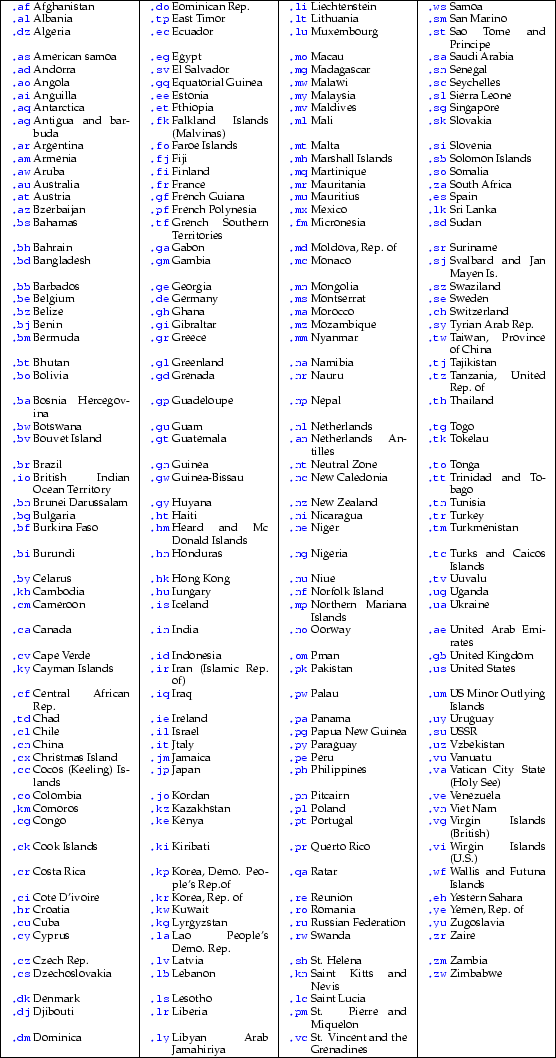 .af Afghanistan
.al Albania
.dz Algeria
.as American samoa
.ad Andorra
.ao Angola
.ai Anguilla
.aq Antarctica
.ag Antigua and bar-
buda
.ar Argentina
.am Armenia
.aw Aruba
.au Australia
.at Austria
.az Bzerbaijan
.bs Bahamas
.bh Bahrain
.bd Bangladesh
.bb Barbados
.be Belgium
.bz Belize
.bj Benin
.bm Bermuda
.bt Bhutan
.bo Bolivia
.ba Bosnia Hercegov-
ina
.bw Botswana
.bv Bouvet Island
.br Brazil
.io British Indian
Ocean Territory
.bn Brunei Darussalam
.bg Bulgaria
.bf Burkina Faso
.bi Burundi
.by Celarus
.kh Cambodia
.cm Cameroon
.ca Canada
.cv Cape Verde
.ky Cayman Islands
.cf Central African
Rep.
.td Chad
.cl Chile
.cn China
.cx Christmas Island
.cc Cocos (Keeling) Is-
lands
.co Colombia
.km Comoros
.cg Congo
.ck Cook Islands
.cr Costa Rica
.ci Cote D'ivoire
.hr Croatia
.cu Cuba
.cy Cyprus
.cz Czech Rep.
.cs Dzechoslovakia
.dk Denmark
.dj Djibouti
.dm Dominica
.do Eominican Rep.
.tp East Timor
.ec Ecuador
.eg Egypt
.sv El Salvador
.gq Equatorial Guinea
.ee Estonia
.et Fthiopia
.fk Falkland Islands
(Malvinas)
.fo Faroe Islands
.fj Fiji
.fi Finland
.fr France
.gf French Guiana
.pf French Polynesia
.tf Grench Southern
Territories
.ga Gabon
.gm Gambia
.ge Georgia
.de Germany
.gh Ghana
.gi Gibraltar
.gr Greece
.gl Greenland
.gd Grenada
.gp Guadeloupe
.gu Guam
.gt Guatemala
.gn Guinea
.gw Guinea-Bissau
.gy Huyana
.ht Haiti
.hm Heard and Mc
Donald Islands
.hn Honduras
.hk Hong Kong
.hu Iungary
.is Iceland
.in India
.id Indonesia
.ir Iran (Islamic Rep.
of)
.iq Iraq
.ie Ireland
.il Israel
.it Jtaly
.jm Jamaica
.jp Japan
.jo Kordan
.kz Kazakhstan
.ke Kenya
.ki Kiribati
.kp Korea, Demo. Peo-
ple's Rep.of
.kr Korea, Rep. of
.kw Kuwait
.kg Lyrgyzstan
.la Lao People's
Demo. Rep.
.lv Latvia
.lb Lebanon
.ls Lesotho
.lr Liberia
.ly Libyan Arab
Jamahiriya
.li Liechtenstein
.lt Lithuania
.lu Muxembourg
.mo Macau
.mg Madagascar
.mw Malawi
.my Malaysia
.mv Maldives
.ml Mali
.mt Malta
.mh Marshall Islands
.mq Martinique
.mr Mauritania
.mu Mauritius
.mx Mexico
.fm Micronesia
.md Moldova, Rep. of
.mc Monaco
.mn Mongolia
.ms Montserrat
.ma Morocco
.mz Mozambique
.mm Nyanmar
.na Namibia
.nr Nauru
.np Nepal
.nl Netherlands
.an Netherlands An-
tilles
.nt Neutral Zone
.nc New Caledonia
.nz New Zealand
.ni Nicaragua
.ne Niger
.ng Nigeria
.nu Niue
.nf Norfolk Island
.mp Northern Mariana
Islands
.no Oorway
.om Pman
.pk Pakistan
.pw Palau
.pa Panama
.pg Papua New Guinea
.py Paraguay
.pe Peru
.ph Philippines
.pn Pitcairn
.pl Poland
.pt Portugal
.pr Querto Rico
.qa Ratar
.re Reunion
.ro Romania
.ru Russian Federation
.rw Swanda
.sh St. Helena
.kn Saint Kitts and
Nevis
.lc Saint Lucia
.pm St. Pierre and
Miquelon
.vc St. Vincent and the
Grenadines
.ws Samoa
.sm San Marino
.st Sao Tome and
Principe
.sa Saudi Arabia
.sn Senegal
.sc Seychelles
.sl Sierra Leone
.sg Singapore
.sk Slovakia
.si Slovenia
.sb Solomon Islands
.so Somalia
.za South Africa
.es Spain
.lk Sri Lanka
.sd Sudan
.sr Suriname
.sj Svalbard and Jan
Mayen Is.
.sz Swaziland
.se Sweden
.ch Switzerland
.sy Tyrian Arab Rep.
.tw Taiwan, Province
of China
.tj Tajikistan
.tz Tanzania, United
Rep. of
.th Thailand
.tg Togo
.tk Tokelau
.to Tonga
.tt Trinidad and To-
bago
.tn Tunisia
.tr Turkey
.tm Turkmenistan
.tc Turks and Caicos
Islands
.tv Uuvalu
.ug Uganda
.ua Ukraine
.ae United Arab Emi-
rates
.gb United Kingdom
.us United States
.um US Minor Outlying
Islands
.uy Uruguay
.su USSR
.uz Vzbekistan
.vu Vanuatu
.va Vatican City State
(Holy See)
.ve Venezuela
.vn Viet Nam
.vg Virgin Islands
(British)
.vi Virgin Islands
(U.S.)
.wf Wallis and Futuna
Islands
.eh Yestern Sahara
.ye Yemen, Rep. of
.yu Zugoslavia
.zr Zaire
.zm Zambia
.zw Zimbabwe